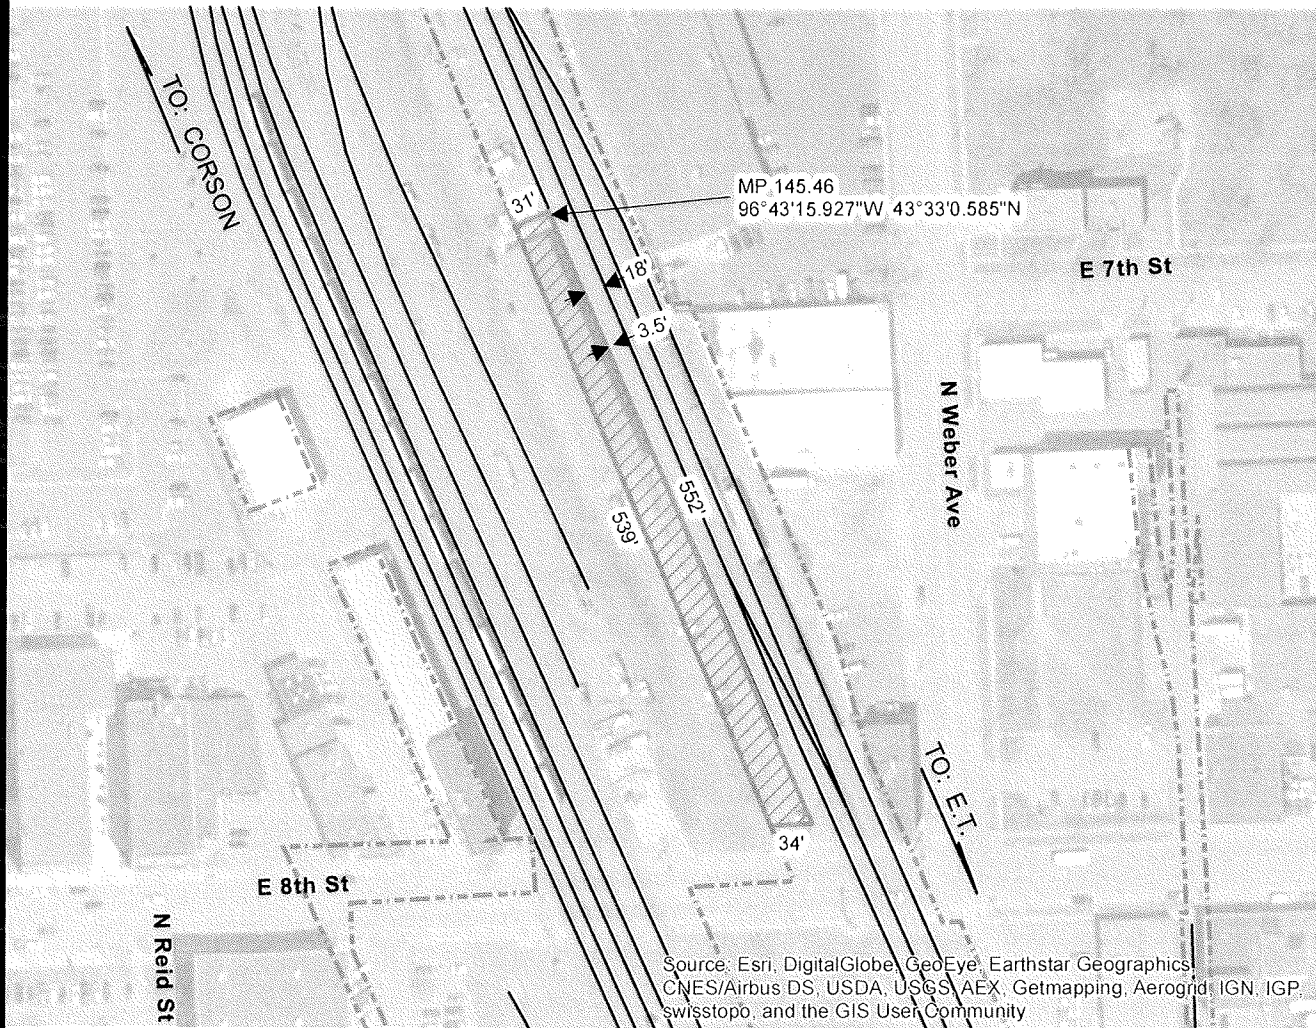 TO: CORSON
MP 145.46
96°43'15.927"W 43°33'0.585"N
31'
E 7th St
18'
3.5'
N Weber Ave
552'
539'
TO: E.T.
34'
E 8th St
N Reid St
Source: Esri, DigitalGlobe, GeoEye, Earthstar Geographics,
CNES/Airbus DS, USDA, USGS, AEX, Getmapping, Aerogrid, IGN, IGP,
swisstopo, and the GIS User Community